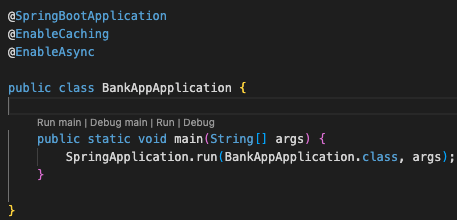 @SpringBootApplication
@EnableCaching
@EnableAsync
public class BankAppApplication {
Run main | Debug main | Run | Debug
public static void main(String[] args) {
SpringApplication.run(BankAppApplication.class, args);
}
}